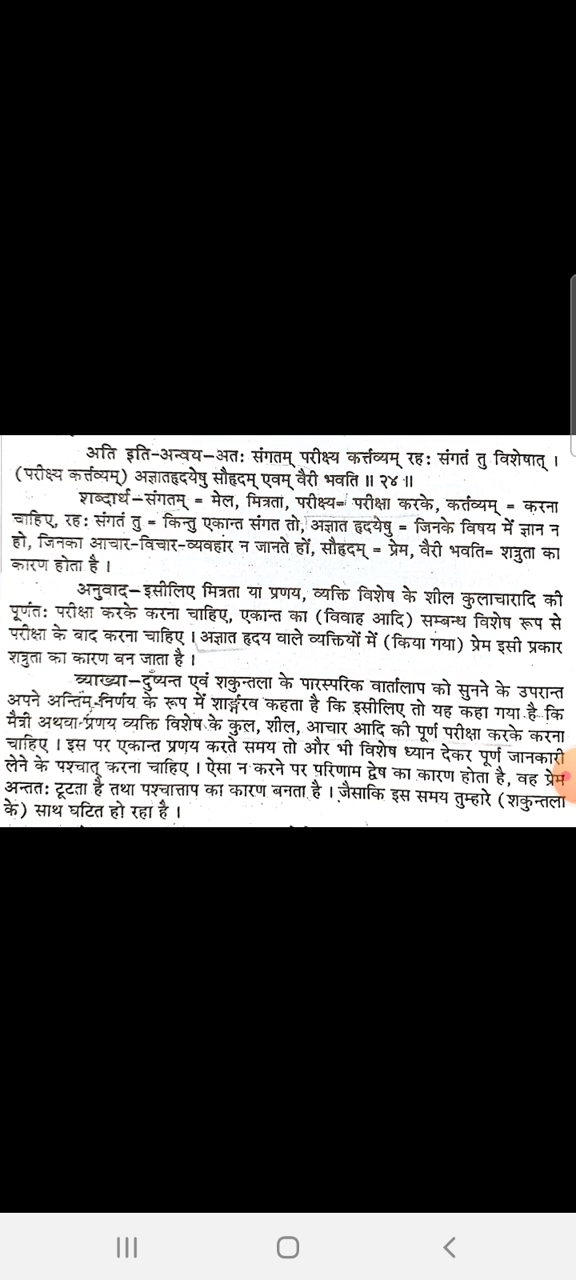 अति इति-अन्वय-अतः संगतम् परीक्ष्य कर्त्तव्यम् रहः संगतं तु विशेषात् ।
(परीक्ष्य कर्त्तव्यम्) अज्ञातहृदयेषु सौहृदम् एवम् वैरी भवति ॥ २४ ॥
शब्दार्थ-संगतम् = मेल, मित्रता, परीक्ष्य= परीक्षा करके, कर्तव्यम् = करना
चाहिए, रहः संगतं तु = किन्तु एकान्त संगत तो, अज्ञात हृदयेषु = जिनके विषय में ज्ञान न
हो, जिनका आचार-विचार-व्यवहार न जानते हों, सौहृदम् = प्रेम, वैरी भवति= शत्रुता का
कारण होता है ।
अनुवाद-इसीलिए मित्रता या प्रणय, व्यक्ति विशेष के शील कुलाचारादि की
पूर्णतः परीक्षा करके करना चाहिए, एकान्त का (विवाह आदि) सम्बन्ध विशेष रूप से
परीक्षा के बाद करना चाहिए । अज्ञात हृदय वाले व्यक्तियों में (किया गया) प्रेम इसी प्रकार
शत्रुता का कारण बन जाता है ।
व्याख्या-दुष्यन्त एवं शकुन्तला के पारस्परिक वार्तालाप को सुनने के उपरान्त
अपने अन्तिम निर्णय के रूप में शार्ङ्गरव कहता है कि इसीलिए तो यह कहा गया है कि
मैत्री अथवा प्रणय व्यक्ति विशेष के कुल, शील, आचार आदि की पूर्ण परीक्षा करके करना
चाहिए । इस पर एकान्त प्रणय करते समय तो और भी विशेष ध्यान देकर पूर्ण जानकारी
लेने के पश्चात् करना चाहिए । ऐसा न करने पर परिणाम द्वेष का कारण होता है, वह प्रेम
अन्ततः टूटता है तथा पश्चात्ताप का कारण बनता है । जैसाकि इस समय तुम्हारे (शकुन्तला
के) साथ घटित हो रहा है ।